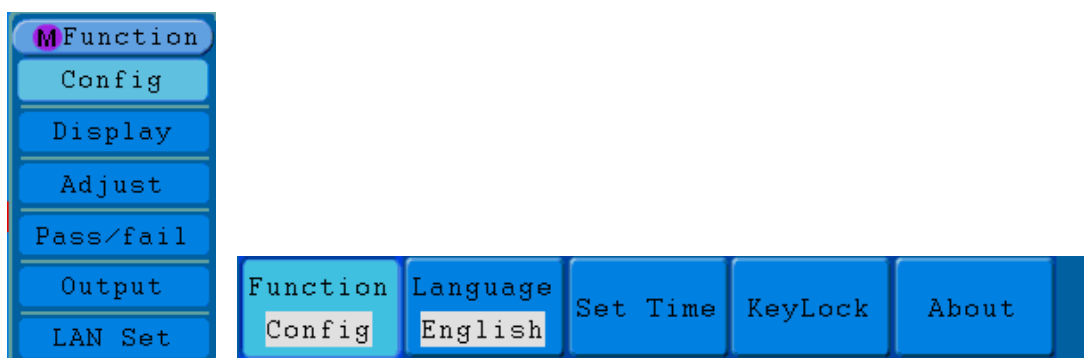 MFunction
Config
Display
Adjust
Pass/fail
Output
LAN Set
Function
Config
Language
English
Set Time
KeyLock
About